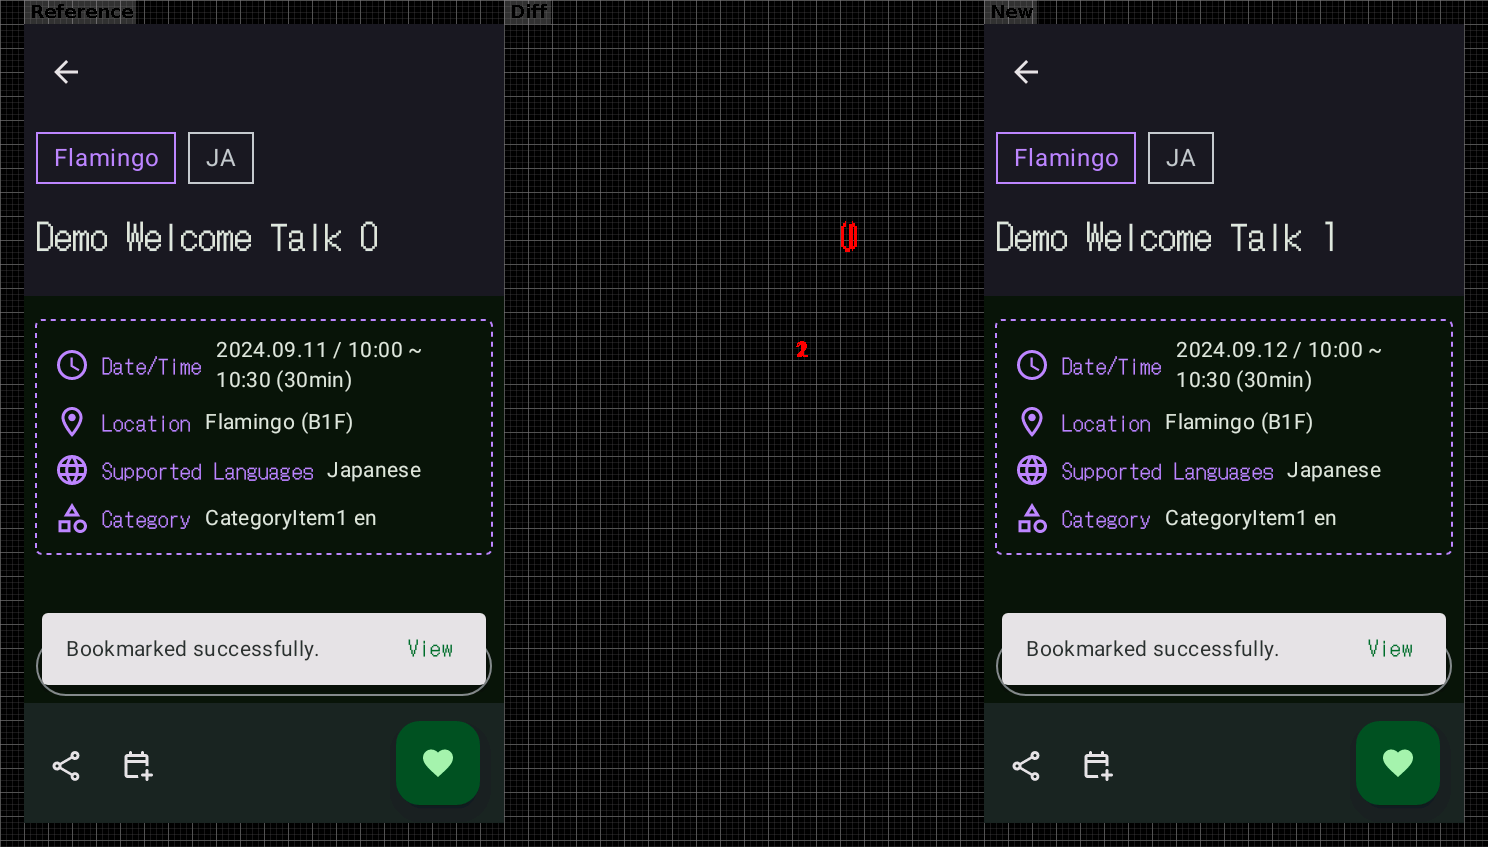 Reference
Diff
New
Flamingo
JA
Demo Welcome Talk 0
Date/Time
2024.09.11 / 10:00 ~
10:30 (30min)
Location
Flamingo (B1F)
Supported Languages
Japanese
Category
CategoryItem1 en
Bookmarked successfully.
View
Flamingo
JA
Demo Welcome Talk 1
Date/Time
2024.09.12 / 10:00 ~
10:30 (30min)
Location
Flamingo (B1F)
Supported Languages
Japanese
Category
CategoryItem1 en
Bookmarked successfully.
View